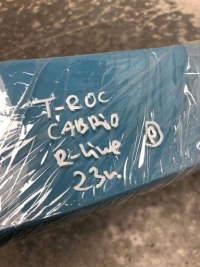 T-ROC
CABRIO
R-Line
23h. P